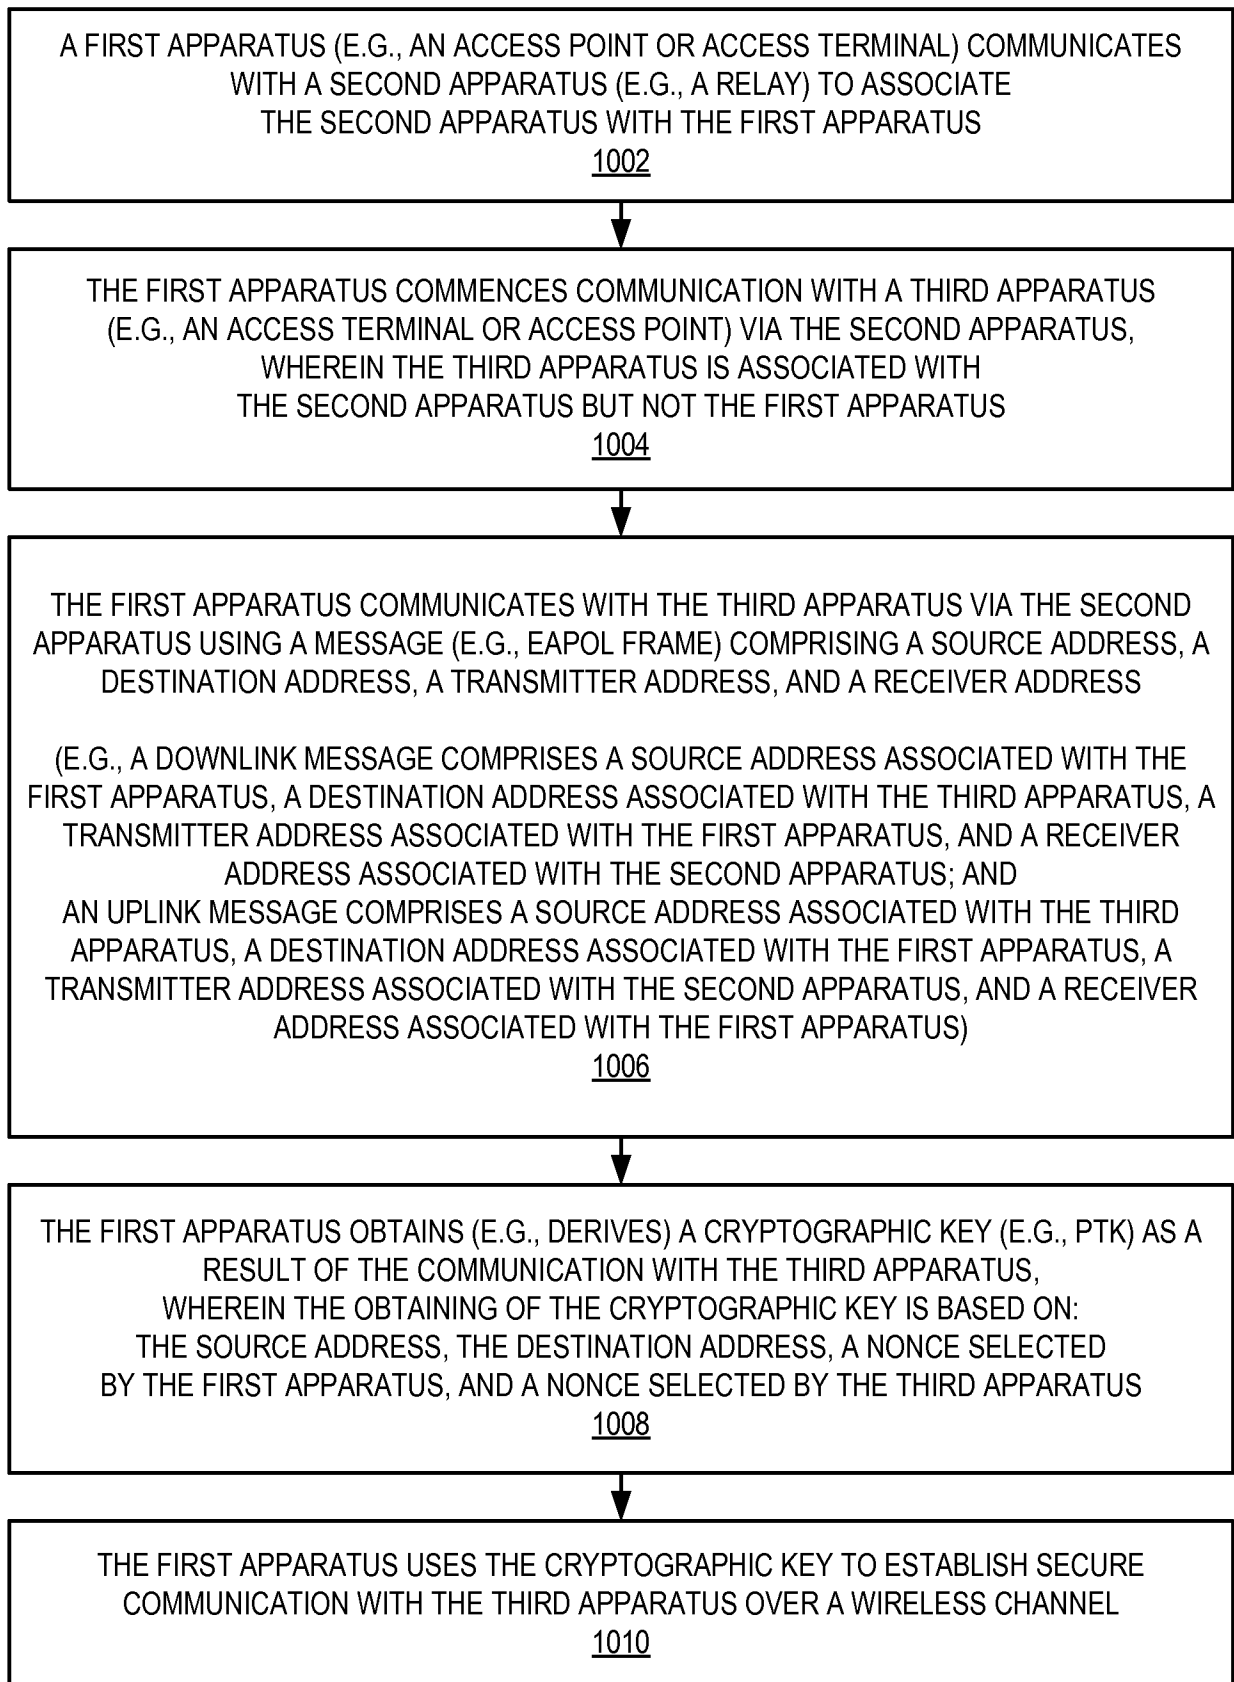 A FIRST APPARATUS (E.G., AN ACCESS POINT OR ACCESS TERMINAL) COMMUNICATES
WITH A SECOND APPARATUS (E.G., A RELAY) TO ASSOCIATE
THE SECOND APPARATUS WITH THE FIRST APPARATUS
1002
THE FIRST APPARATUS COMMENCES COMMUNICATION WITH A THIRD APPARATUS
(E.G., AN ACCESS TERMINAL OR ACCESS POINT) VIA THE SECOND APPARATUS,
WHEREIN THE THIRD APPARATUS IS ASSOCIATED WITH
THE SECOND APPARATUS BUT NOT THE FIRST APPARATUS
1004
THE FIRST APPARATUS COMMUNICATES WITH THE THIRD APPARATUS VIA THE SECOND
APPARATUS USING A MESSAGE (E.G., EAPOL FRAME) COMPRISING A SOURCE ADDRESS, A
DESTINATION ADDRESS, A TRANSMITTER ADDRESS, AND A RECEIVER ADDRESS
(E.G., A DOWNLINK MESSAGE COMPRISES A SOURCE ADDRESS ASSOCIATED WITH THE
FIRST APPARATUS, A DESTINATION ADDRESS ASSOCIATED WITH THE THIRD APPARATUS, A
TRANSMITTER ADDRESS ASSOCIATED WITH THE FIRST APPARATUS, AND A RECEIVER
ADDRESS ASSOCIATED WITH THE SECOND APPARATUS; AND
AN UPLINK MESSAGE COMPRISES A SOURCE ADDRESS ASSOCIATED WITH THE THIRD
APPARATUS, A DESTINATION ADDRESS ASSOCIATED WITH THE FIRST APPARATUS, A
TRANSMITTER ADDRESS ASSOCIATED WITH THE SECOND APPARATUS, AND A RECEIVER
ADDRESS ASSOCIATED WITH THE FIRST APPARATUS)
1006
THE FIRST APPARATUS OBTAINS (E.G., DERIVES) A CRYPTOGRAPHIC KEY (E.G., PTK) AS A
RESULT OF THE COMMUNICATION WITH THE THIRD APPARATUS,
WHEREIN THE OBTAINING OF THE CRYPTOGRAPHIC KEY IS BASED ON:
THE SOURCE ADDRESS, THE DESTINATION ADDRESS, A NONCE SELECTED
BY THE FIRST APPARATUS, AND A NONCE SELECTED BY THE THIRD APPARATUS
1008
THE FIRST APPARATUS USES THE CRYPTOGRAPHIC KEY TO ESTABLISH SECURE
COMMUNICATION WITH THE THIRD APPARATUS OVER A WIRELESS CHANNEL
1010